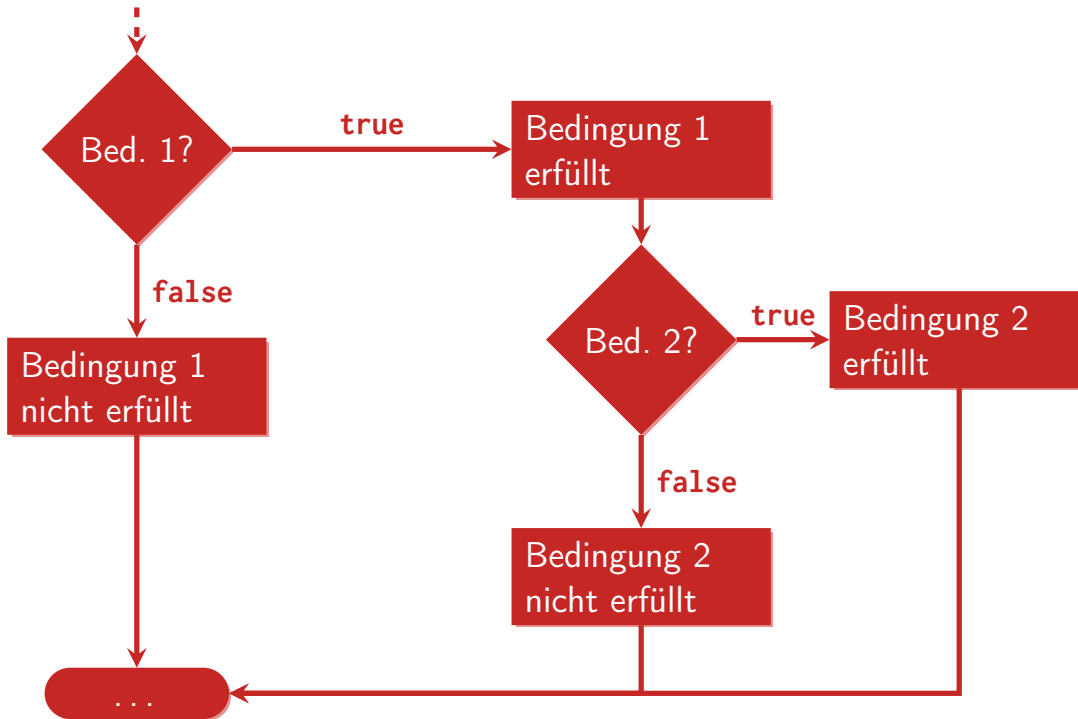 Bed. 1?
true
Bedingung 1
erfüllt
false
Bedingung 1
nicht erfüllt
Bed. 2?
true
Bedingung 2
erfüllt
false
Bedingung 2
nicht erfüllt
...